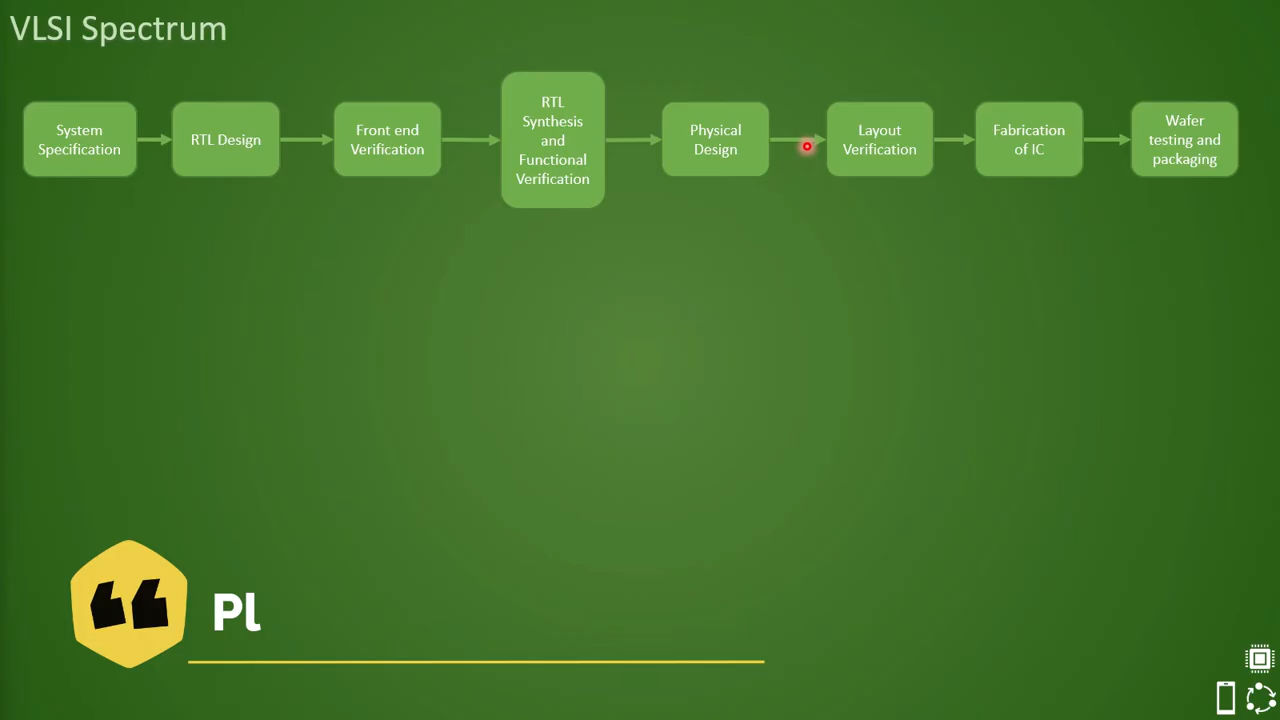 VLSI Spectrum
System
Specification
RTL Design
Front end
Verification
RTL
Synthesis
and
Functional
Verification
Physical
Design
Layout
Verification
Fabrication
of IC
Wafer
testing and
packaging
Pl